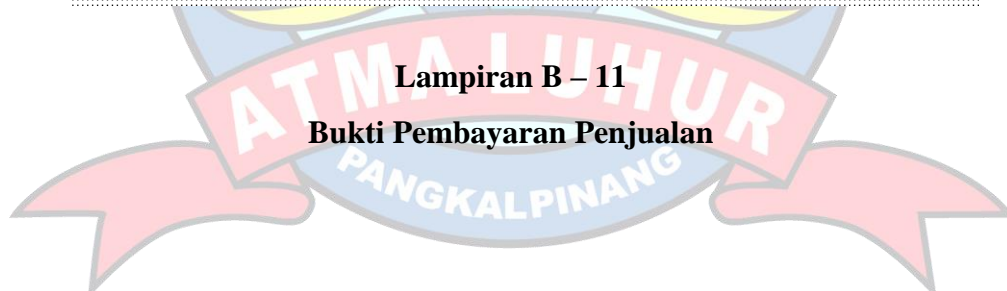 ATMA LUHUR
Lampiran B – 11
Bukti Pembayaran Penjualan
PANGKALPINANG